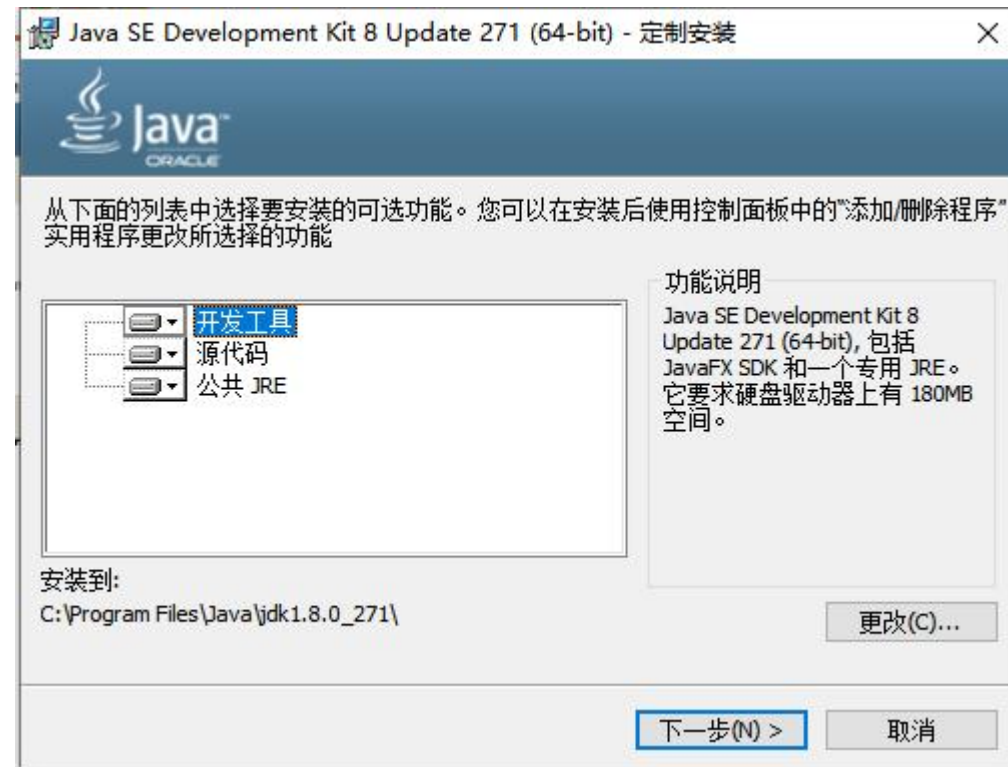 Java SE Development Kit 8 Update 271 (64-bit) - 定制安装
Java™
ORACLE
从下面的列表中选择要安装的可选功能。您可以在安装后使用控制面板中的"添加/删除程序"
实用程序更改所选择的功能
开发工具
源代码
公共 JRE
功能说明
Java SE Development Kit 8
Update 271 (64-bit), 包括
JavaFX SDK 和一个专用 JRE。
它要求硬盘驱动器上有 180MB
空间。
安装到:
C:\Program Files\Java\jdk1.8.0_271\
更改(C)...
下一步(N) >
取消